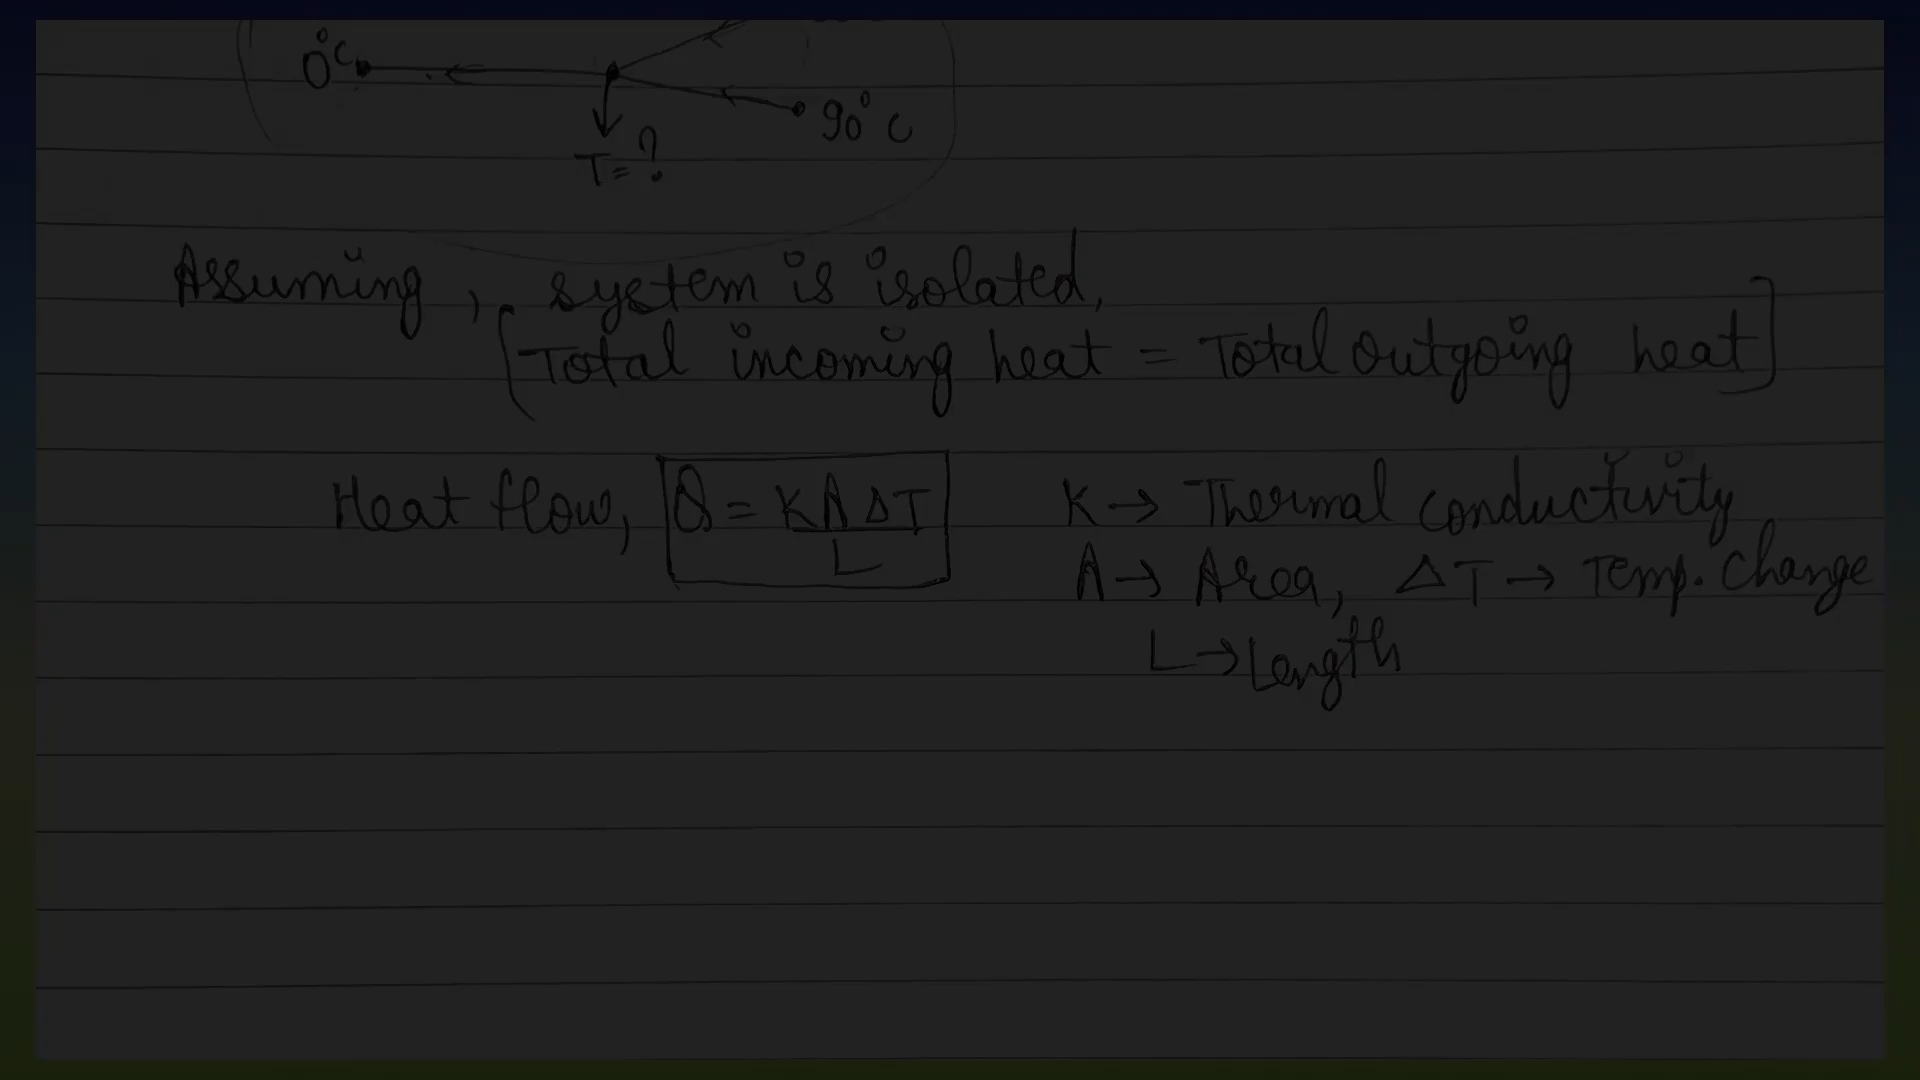 0°C
90°C
T=?
Assuming, system is isolated,
[Total incoming heat = Total outgoing heat]
Heat flow, Q = KAΔT/L K → Thermal conductivity
A → Area, ΔT → Temp. change
L → Length